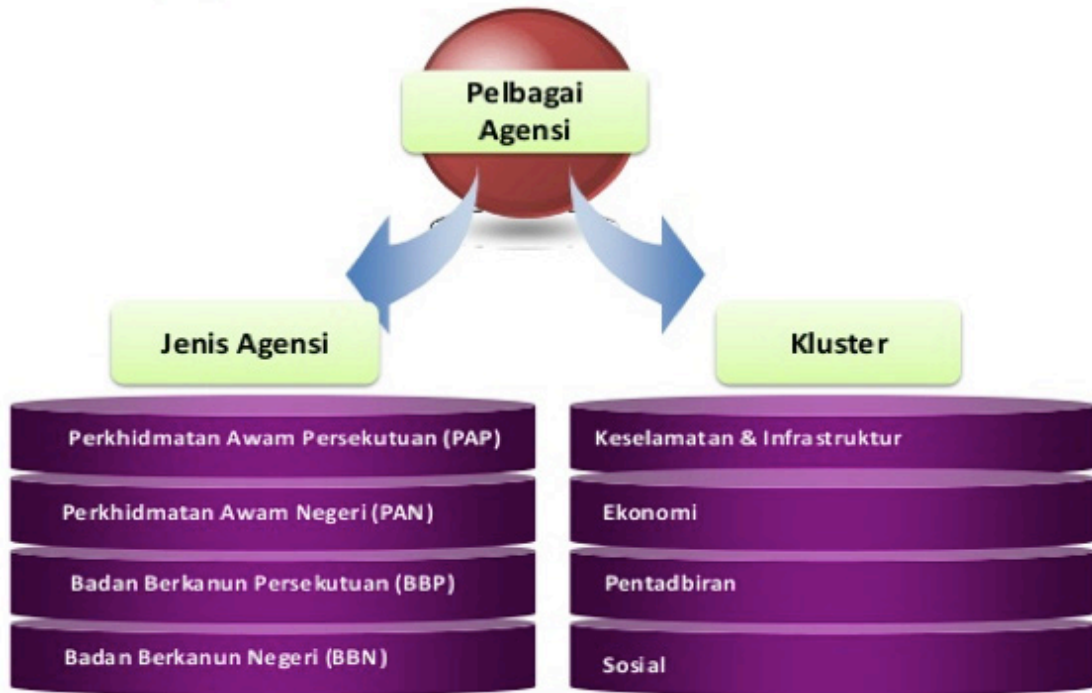 Pelbagai
Agensi
Jenis Agensi
Kluster
Perkhidmatan Awam Persekutuan (PAP)
Perkhidmatan Awam Negeri (PAN)
Badan Berkanun Persekutuan (BBP)
Badan Berkanun Negeri (BBN)
Keselamatan & Infrastruktur
Ekonomi
Pentadbiran
Sosial